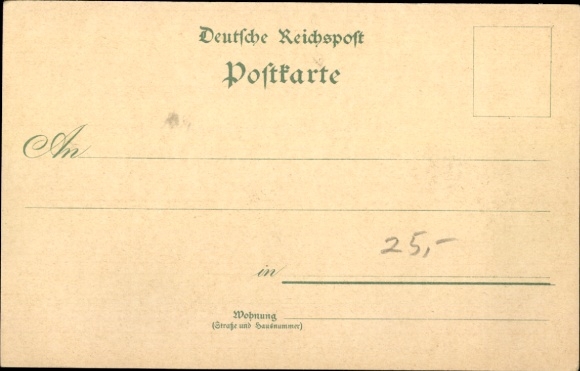 Deutsche Reichspost
Postkarte
An
25,-
in
Wohnung
(Straße und Hausnummer)